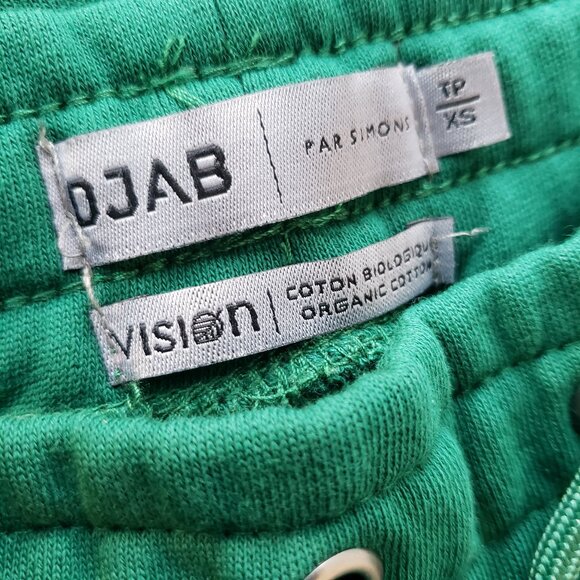 DJAB | PAR SIMONS
TP
XS
VISION | COTON BIOLOGIQUE
ORGANIC COTTON